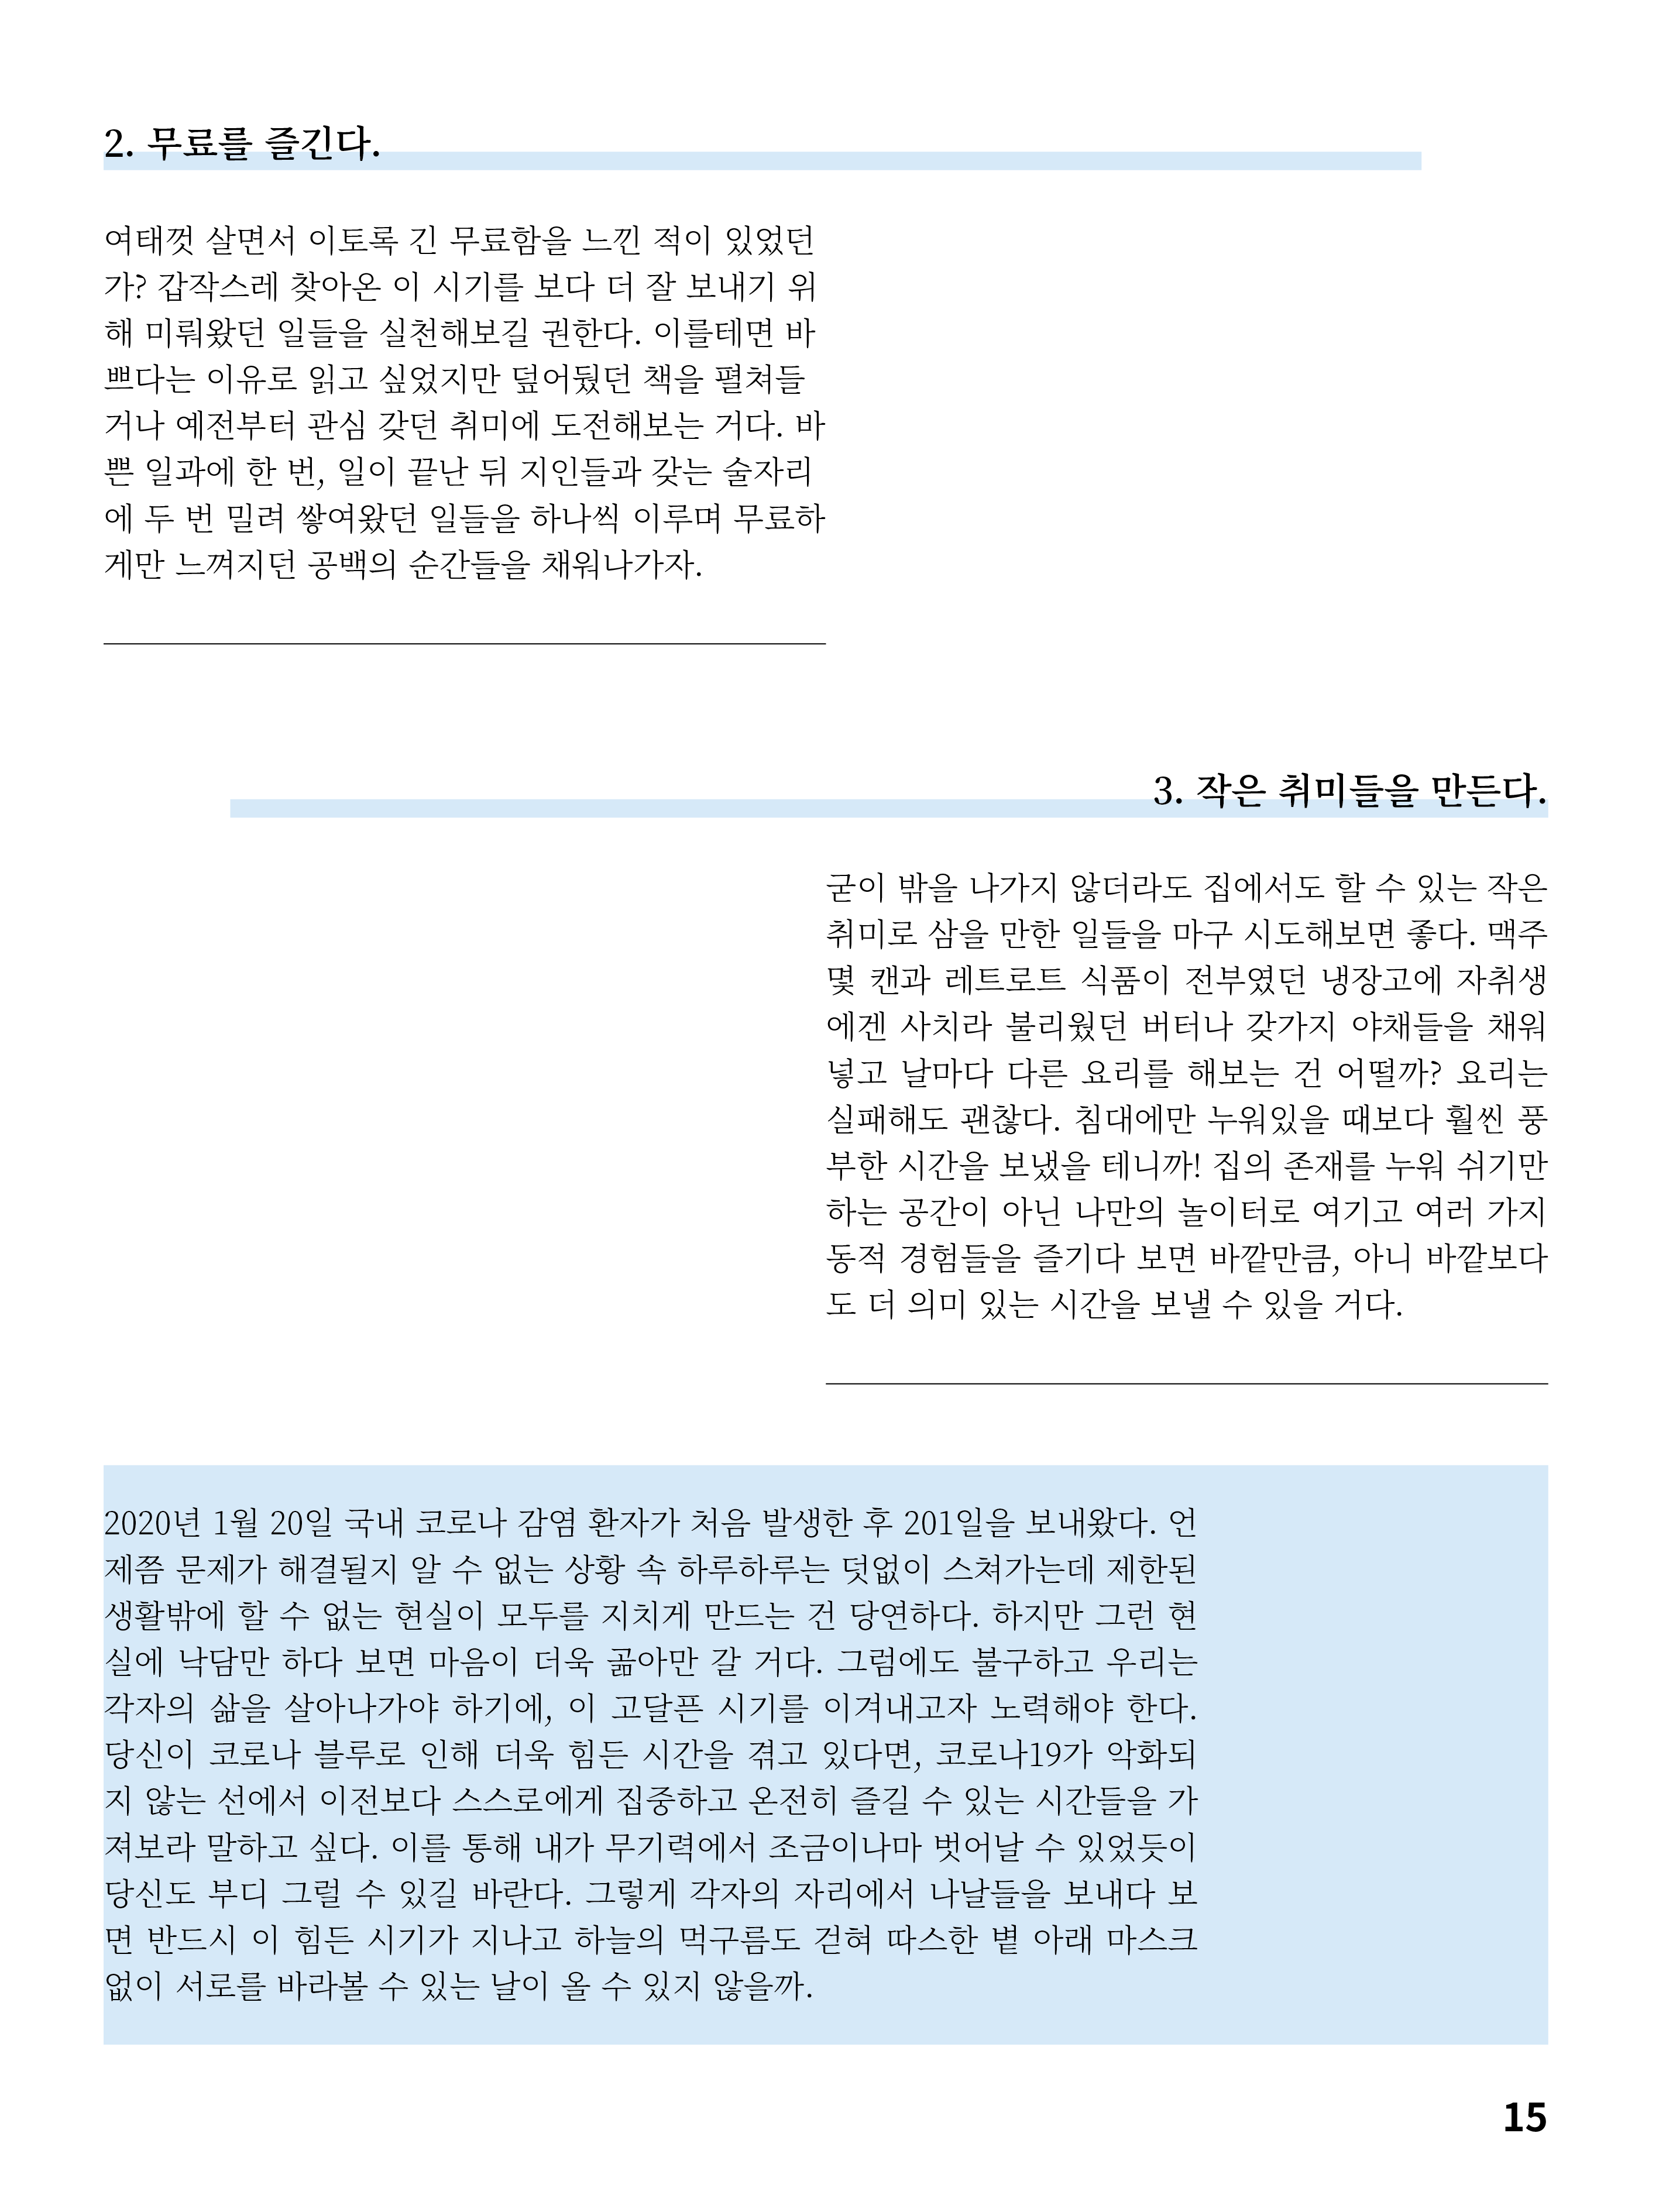 2. 무료를 즐긴다.
여태껏 살면서 이토록 긴 무료함을 느낀 적이 있었던
가? 갑작스레 찾아온 이 시기를 보다 더 잘 보내기 위
해 미뤄왔던 일들을 실천해보길 권한다. 이를테면 바
쁘다는 이유로 읽고 싶었지만 덮어뒀던 책을 펼쳐들
거나 예전부터 관심 갖던 취미에 도전해보는 거다. 바
쁜 일과에 한 번, 일이 끝난 뒤 지인들과 갖는 술자리
에 두 번 밀려 쌓여왔던 일들을 하나씩 이루며 무료하
게만 느껴지던 공백의 순간들을 채워나가자.
3. 작은 취미들을 만든다.
굳이 밖을 나가지 않더라도 집에서도 할 수 있는 작은
취미로 삼을 만한 일들을 마구 시도해보면 좋다. 맥주
몇 캔과 레트로트 식품이 전부였던 냉장고에 자취생
에겐 사치라 불리웠던 버터나 갖가지 야채들을 채워
넣고 날마다 다른 요리를 해보는 건 어떨까? 요리는
실패해도 괜찮다. 침대에만 누워있을 때보다 훨씬 풍
부한 시간을 보냈을 테니까! 집의 존재를 누워 쉬기만
하는 공간이 아닌 나만의 놀이터로 여기고 여러 가지
동적 경험들을 즐기다 보면 바깥만큼, 아니 바깥보다
도 더 의미 있는 시간을 보낼 수 있을 거다.
2020년 1월 20일 국내 코로나 감염 환자가 처음 발생한 후 201일을 보내왔다. 언
제쯤 문제가 해결될지 알 수 없는 상황 속 하루하루는 덧없이 스쳐가는데 제한된
생활밖에 할 수 없는 현실이 모두를 지치게 만드는 건 당연하다. 하지만 그런 현
실에 낙담만 하다 보면 마음이 더욱 곪아만 갈 거다. 그럼에도 불구하고 우리는
각자의 삶을 살아나가야 하기에, 이 고달픈 시기를 이겨내고자 노력해야 한다.
당신이 코로나 블루로 인해 더욱 힘든 시간을 겪고 있다면, 코로나19가 악화되
지 않는 선에서 이전보다 스스로에게 집중하고 온전히 즐길 수 있는 시간들을 가
져보라 말하고 싶다. 이를 통해 내가 무기력에서 조금이나마 벗어날 수 있었듯이
당신도 부디 그럴 수 있길 바란다. 그렇게 각자의 자리에서 나날들을 보내다 보
면 반드시 이 힘든 시기가 지나고 하늘의 먹구름도 걷혀 따스한 볕 아래 마스크
없이 서로를 바라볼 수 있는 날이 올 수 있지 않을까.
15